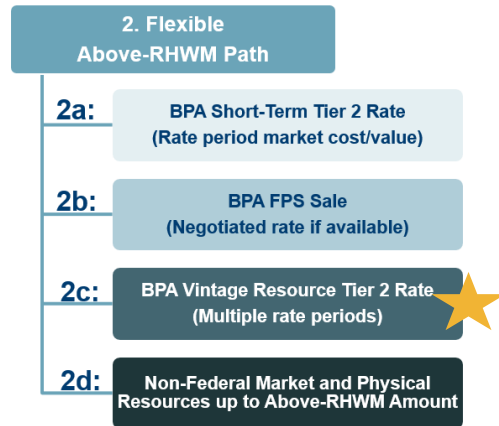 2. Flexible
Above-RHWM Path
2a:
BPA Short-Term Tier 2 Rate
(Rate period market cost/value)
2b:
BPA FPS Sale
(Negotiated rate if available)
2c:
BPA Vintage Resource Tier 2 Rate
(Multiple rate periods)
2d:
Non-Federal Market and Physical
Resources up to Above-RHWM Amount